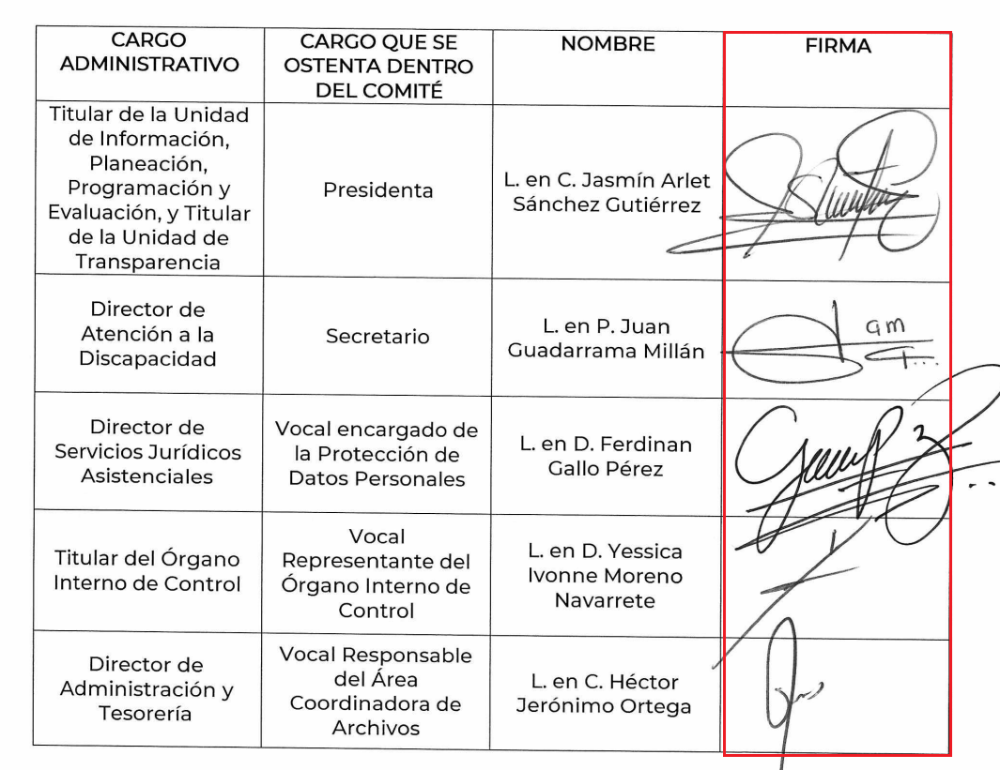 CARGO
ADMINISTRATIVO
CARGO QUE SE
OSTENTA DENTRO
DEL COMITÉ
NOMBRE
FIRMA
Titular de la Unidad
de Información,
Planeación,
Programación y
Evaluación, y Titular
de la Unidad de
Transparencia
Presidenta
L. en C. Jasmín Arlet
Sánchez Gutiérrez
Director de
Atención a la
Discapacidad
Secretario
L. en P. Juan
Guadarrama Millán
Director de
Servicios Jurídicos
Asistenciales
Vocal encargado de
la Protección de
Datos Personales
L. en D. Ferdinan
Gallo Pérez
Titular del Órgano
Interno de Control
Vocal
Representante del
Órgano Interno de
Control
L. en D. Yessica
Ivonne Moreno
Navarrete
Director de
Administración y
Tesorería
Vocal Responsable
del Área
Coordinadora de
Archivos
L. en C. Héctor
Jerónimo Ortega